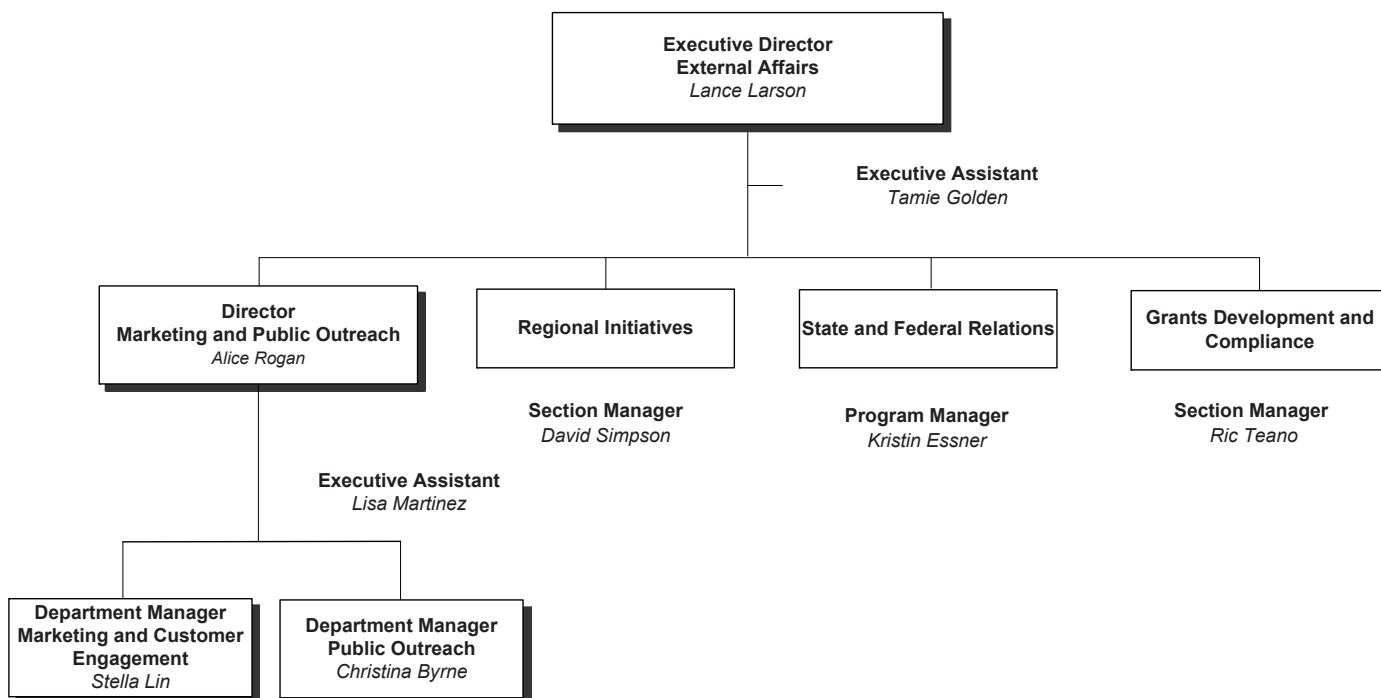 Executive Director
External Affairs
Lance Larson
Executive Assistant
Tamie Golden
Director
Marketing and Public Outreach
Alice Rogan
Regional Initiatives
State and Federal Relations
Grants Development and
Compliance
Section Manager
David Simpson
Program Manager
Kristin Essner
Section Manager
Ric Teano
Executive Assistant
Lisa Martinez
Department Manager
Marketing and Customer
Engagement
Stella Lin
Department Manager
Public Outreach
Christina Byrne